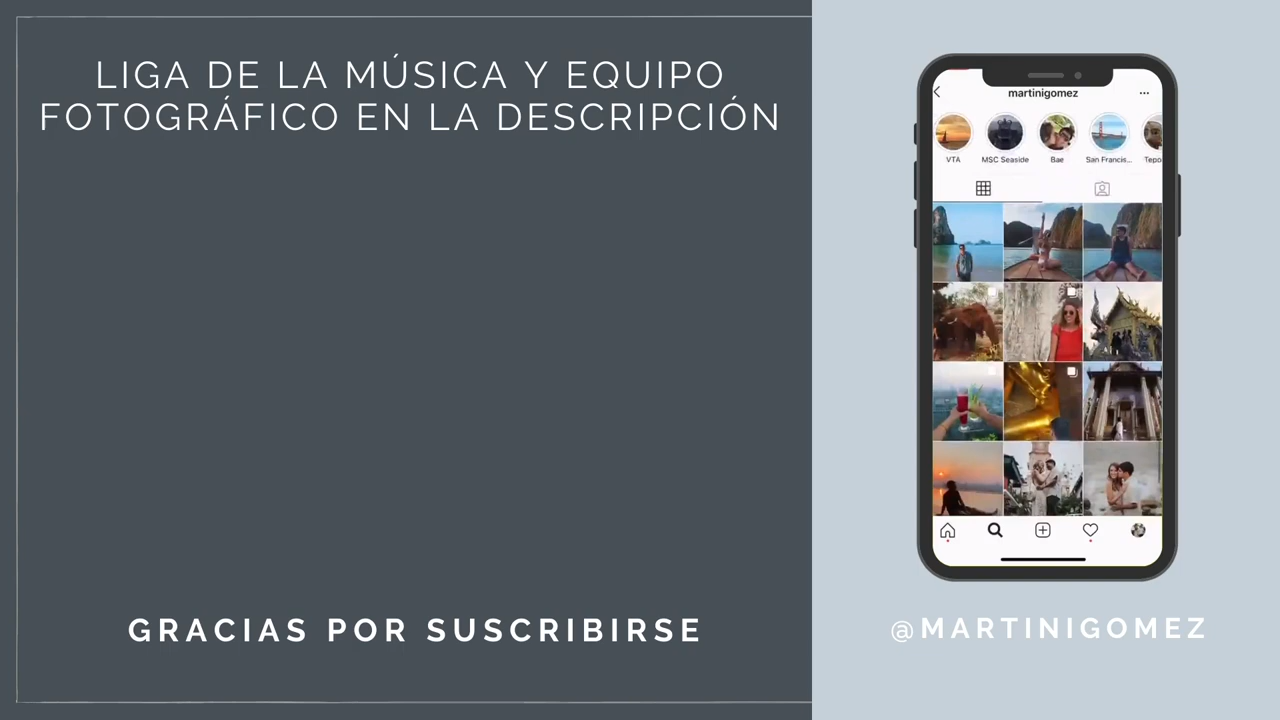 LIGA DE LA MÚSICA Y EQUIPO
FOTOGRÁFICO EN LA DESCRIPCIÓN
GRACIAS POR SUSCRIBIRSE
martinigomez
VTA
MSC Seaside
Bae
San Francis...
Tepo
@MARTINIGOMEZ